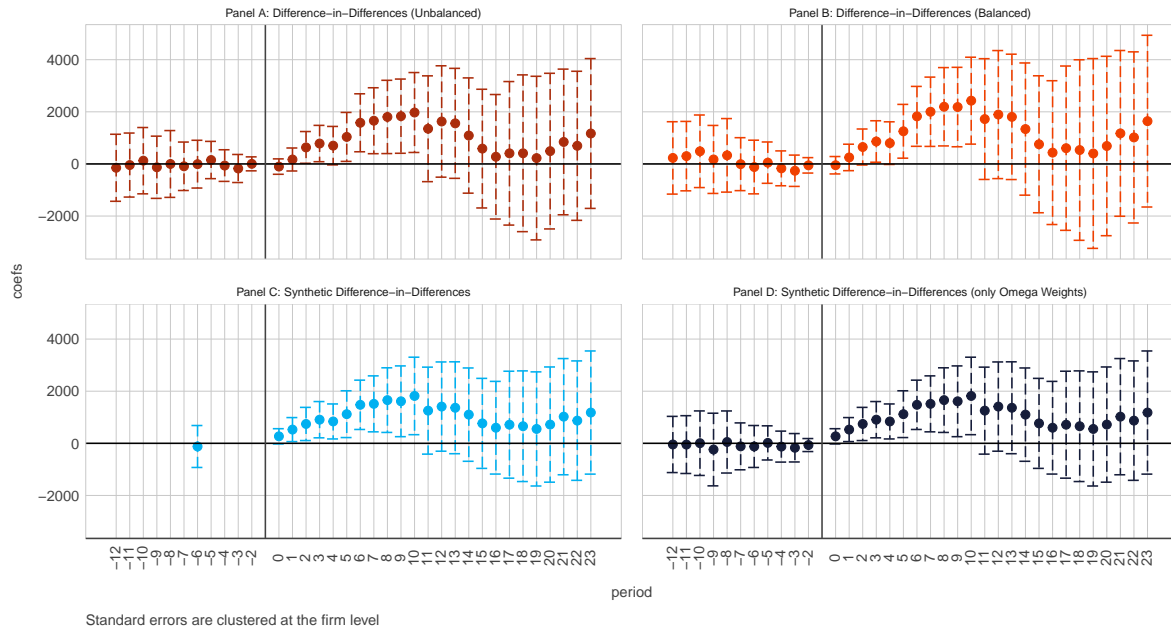 Panel A: Difference−in−Differences (Unbalanced)
Panel B: Difference−in−Differences (Balanced)
4000
2000
0
−2000
coefs
Panel C: Synthetic Difference−in−Differences
Panel D: Synthetic Difference−in−Differences (only Omega Weights)
4000
2000
0
−2000
−12 −11 −10 −9 −8 −7 −6 −5 −4 −3 −2 0 1 2 3 4 5 6 7 8 9 10 11 12 13 14 15 16 17 18 19 20 21 22 23
−12 −11 −10 −9 −8 −7 −6 −5 −4 −3 −2 0 1 2 3 4 5 6 7 8 9 10 11 12 13 14 15 16 17 18 19 20 21 22 23
period
Standard errors are clustered at the firm level